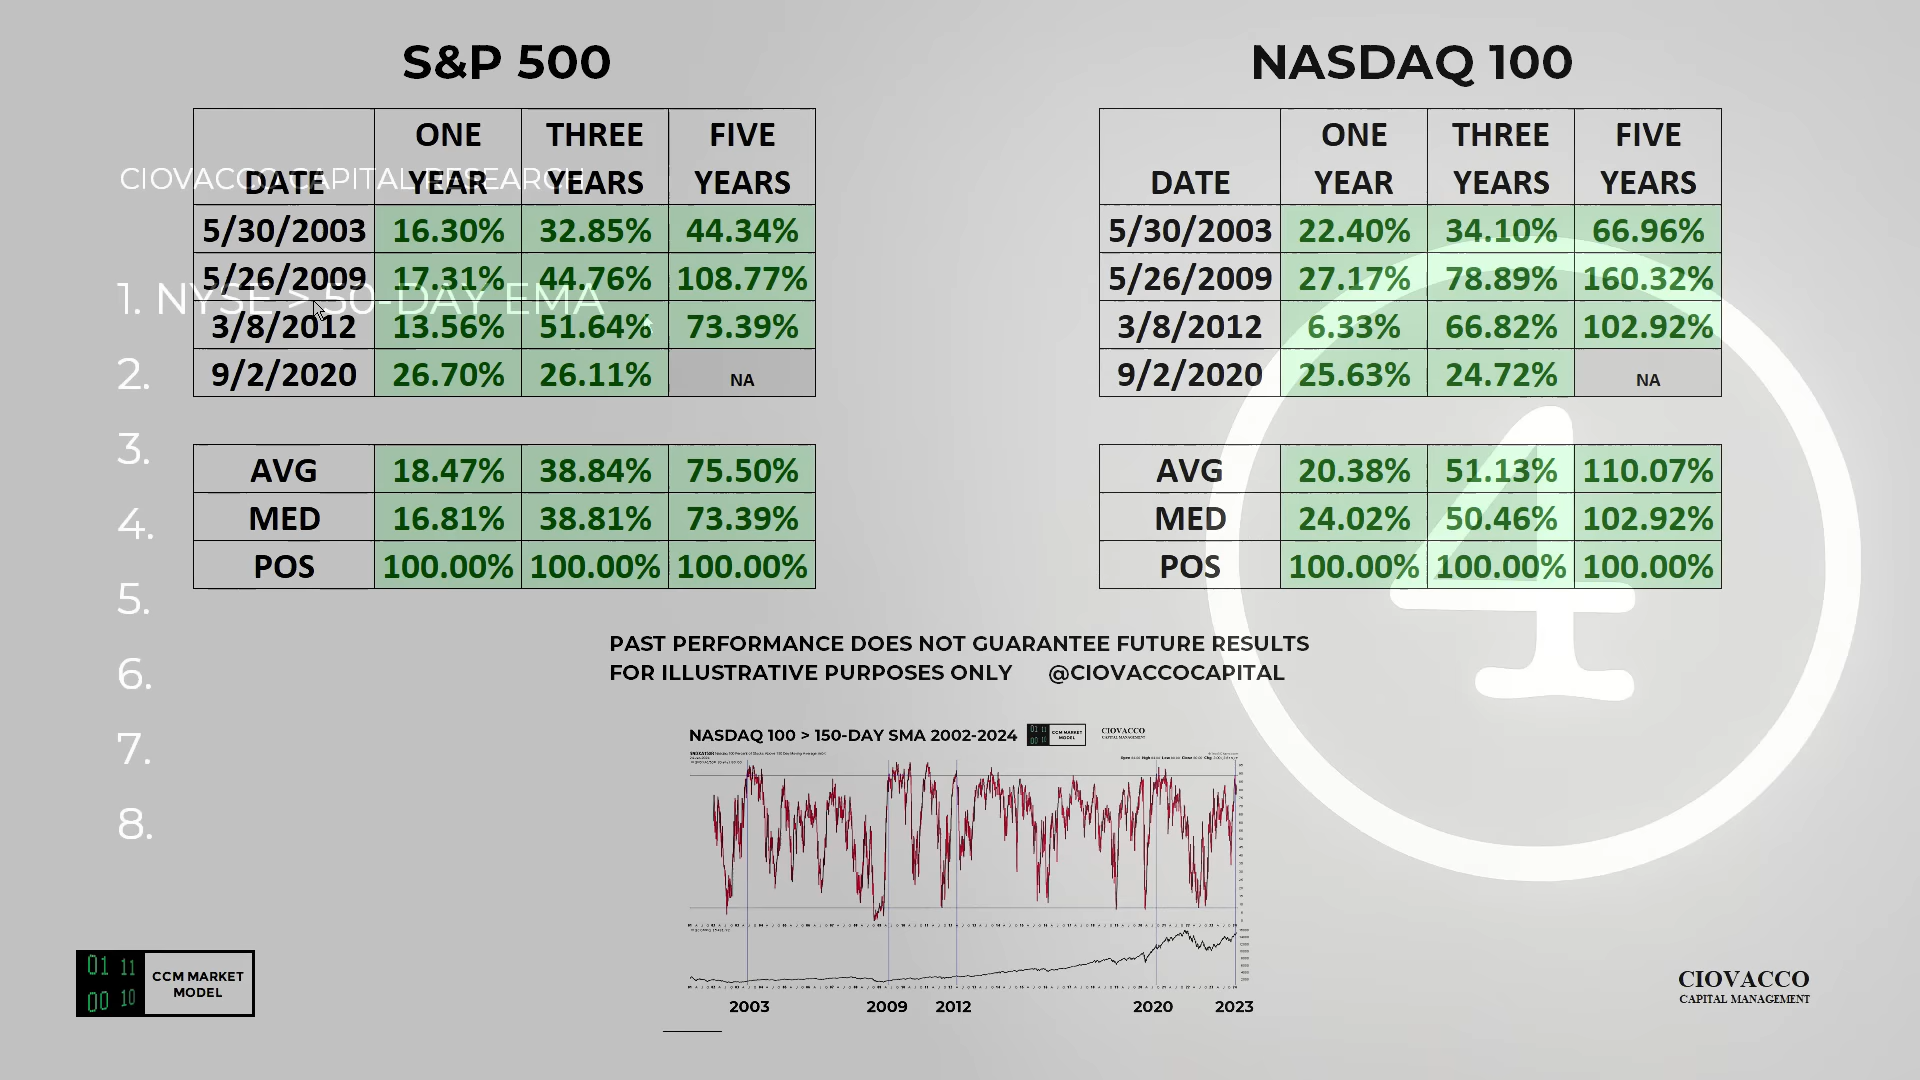 S&P 500
DATE ONE YEAR THREE YEARS FIVE YEARS
5/30/2003 16.30% 32.85% 44.34%
5/26/2009 17.31% 44.76% 108.77%
3/8/2012 13.56% 51.64% 73.39%
9/2/2020 26.70% 26.11% NA
AVG 18.47% 38.84% 75.50%
MED 16.81% 38.81% 73.39%
POS 100.00% 100.00% 100.00%
NASDAQ 100
DATE ONE YEAR THREE YEARS FIVE YEARS
5/30/2003 22.40% 34.10% 66.96%
5/26/2009 27.17% 78.89% 160.32%
3/8/2012 6.33% 66.82% 102.92%
9/2/2020 25.63% 24.72% NA
AVG 20.38% 51.13% 110.07%
MED 24.02% 50.46% 102.92%
POS 100.00% 100.00% 100.00%
CIOVACCO CAPITAL RESEARCH
1. NYSE > 50-DAY EMA
2.
3.
4.
5.
6.
7.
8.
4
PAST PERFORMANCE DOES NOT GUARANTEE FUTURE RESULTS
FOR ILLUSTRATIVE PURPOSES ONLY @CIOVACCOCAPITAL
NASDAQ 100 > 150-DAY SMA 2002-2024
CCM MARKET MODEL
CIOVACCO
CAPITAL MANAGEMENT
2003 2009 2012 2020 2023
01 11
00 10
CCM MARKET
MODEL
CIOVACCO
CAPITAL MANAGEMENT